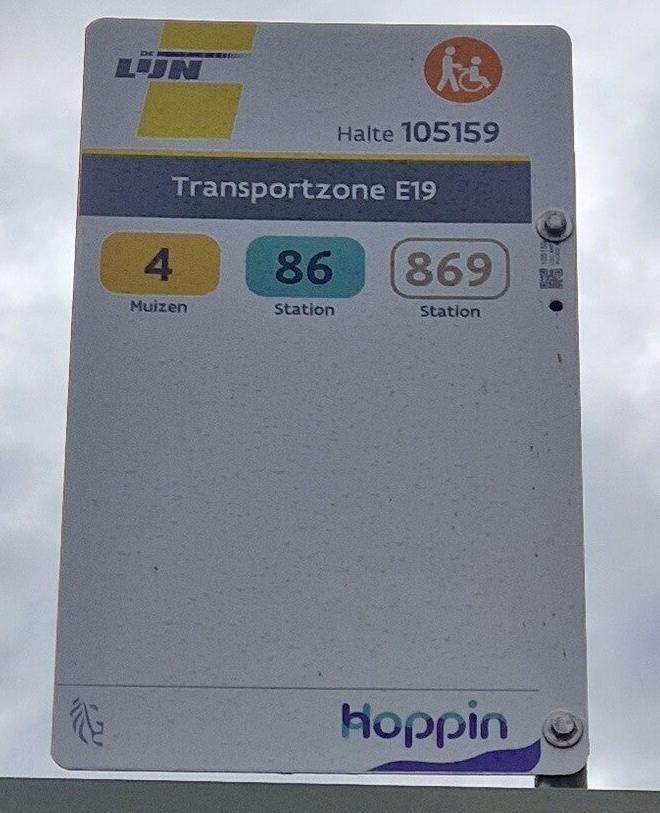 DE LIJN
Halte 105159
Transportzone E19
4 86 869
Muizen Station Station
Hoppin